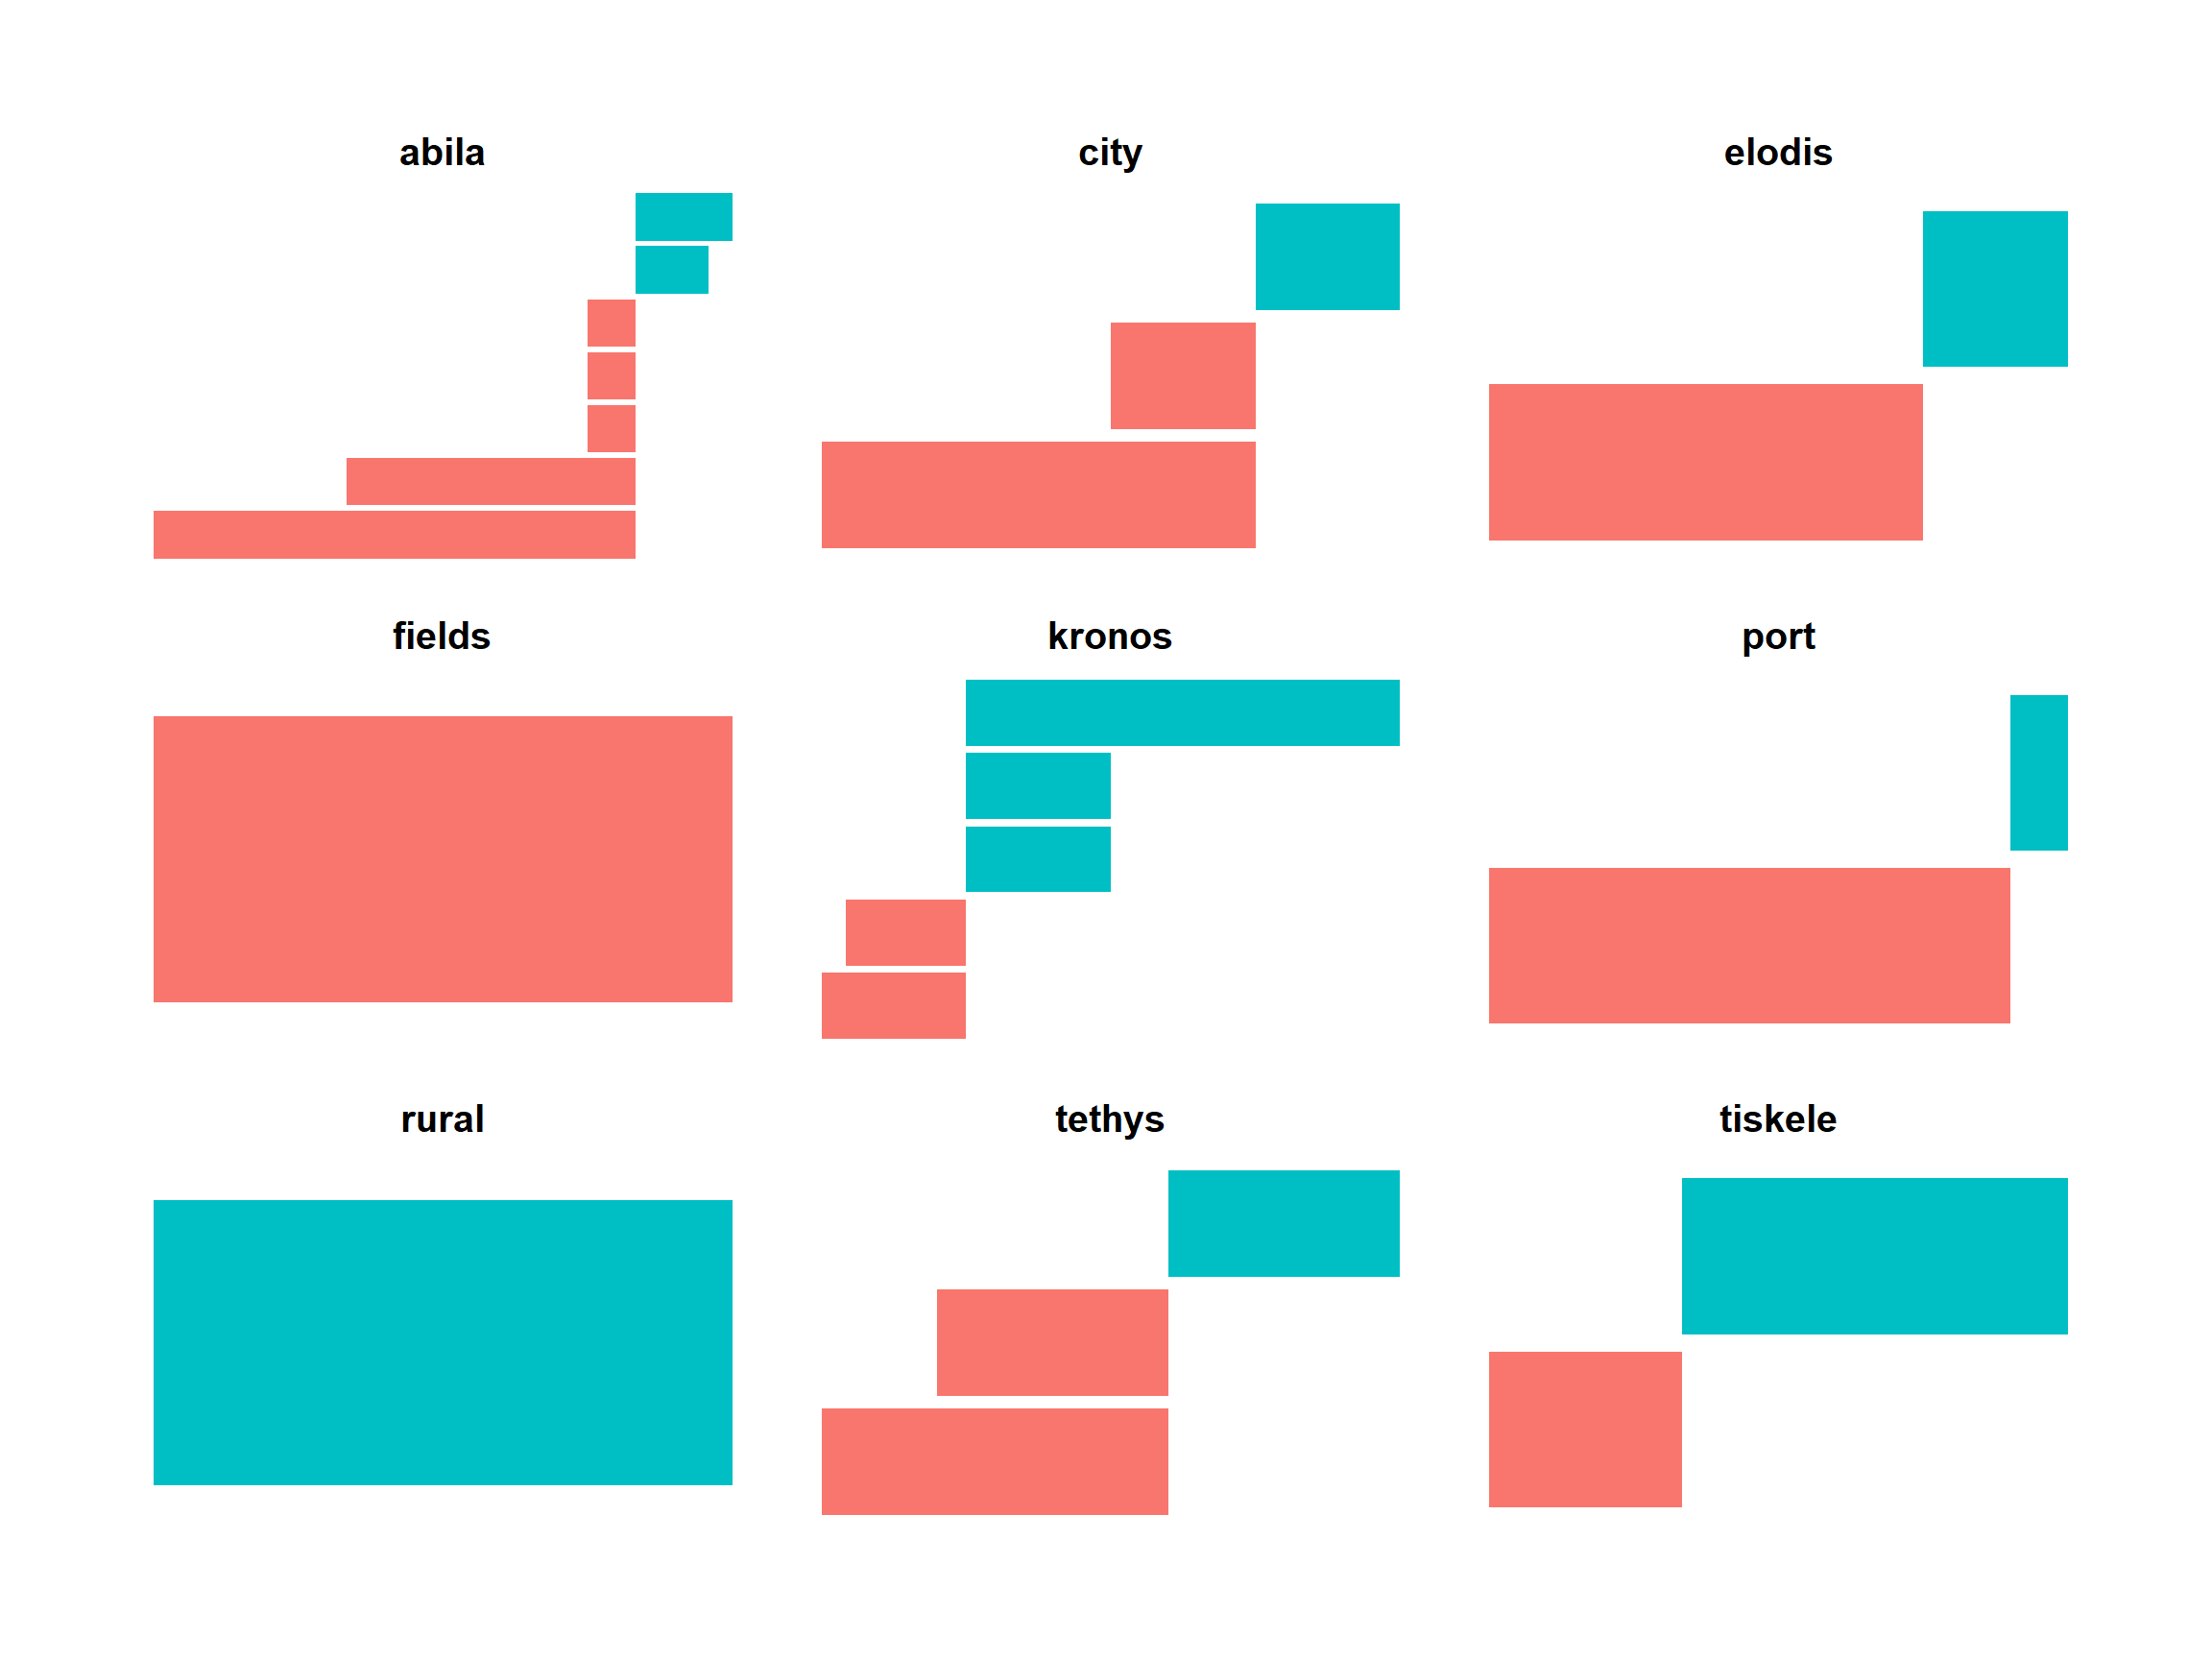 abila
city
elodis
fields
kronos
port
rural
tethys
tiskele